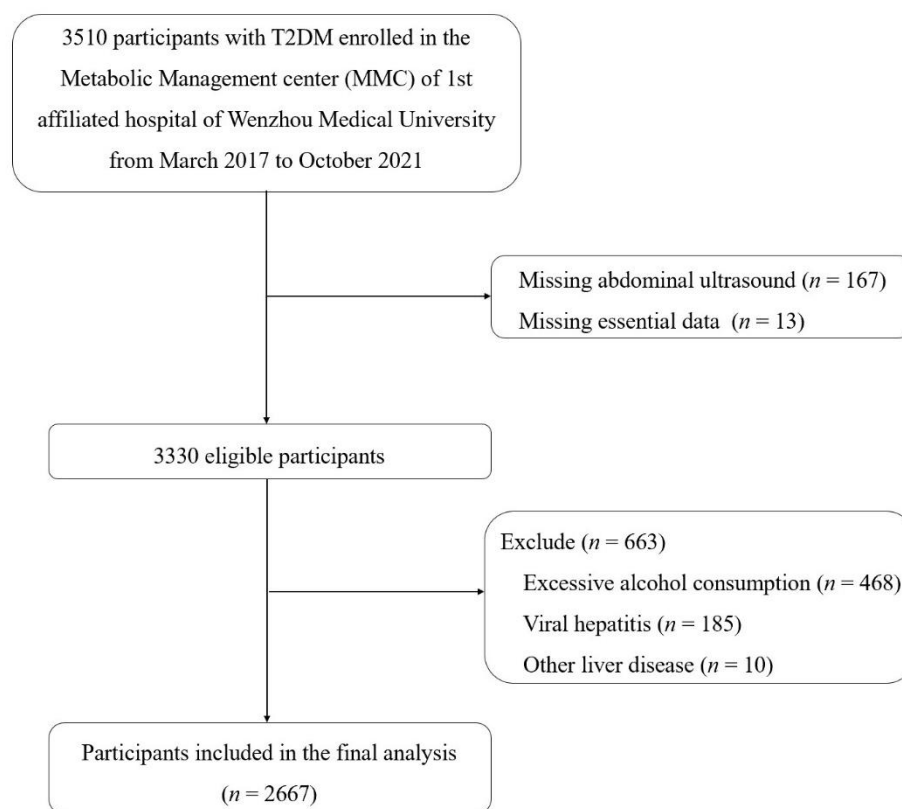 3510 participants with T2DM enrolled in the
Metabolic Management center (MMC) of 1st
affiliated hospital of Wenzhou Medical University
from March 2017 to October 2021
Missing abdominal ultrasound (n = 167)
Missing essential data (n = 13)
3330 eligible participants
Exclude (n = 663)
Excessive alcohol consumption (n = 468)
Viral hepatitis (n = 185)
Other liver disease (n = 10)
Participants included in the final analysis
(n = 2667)